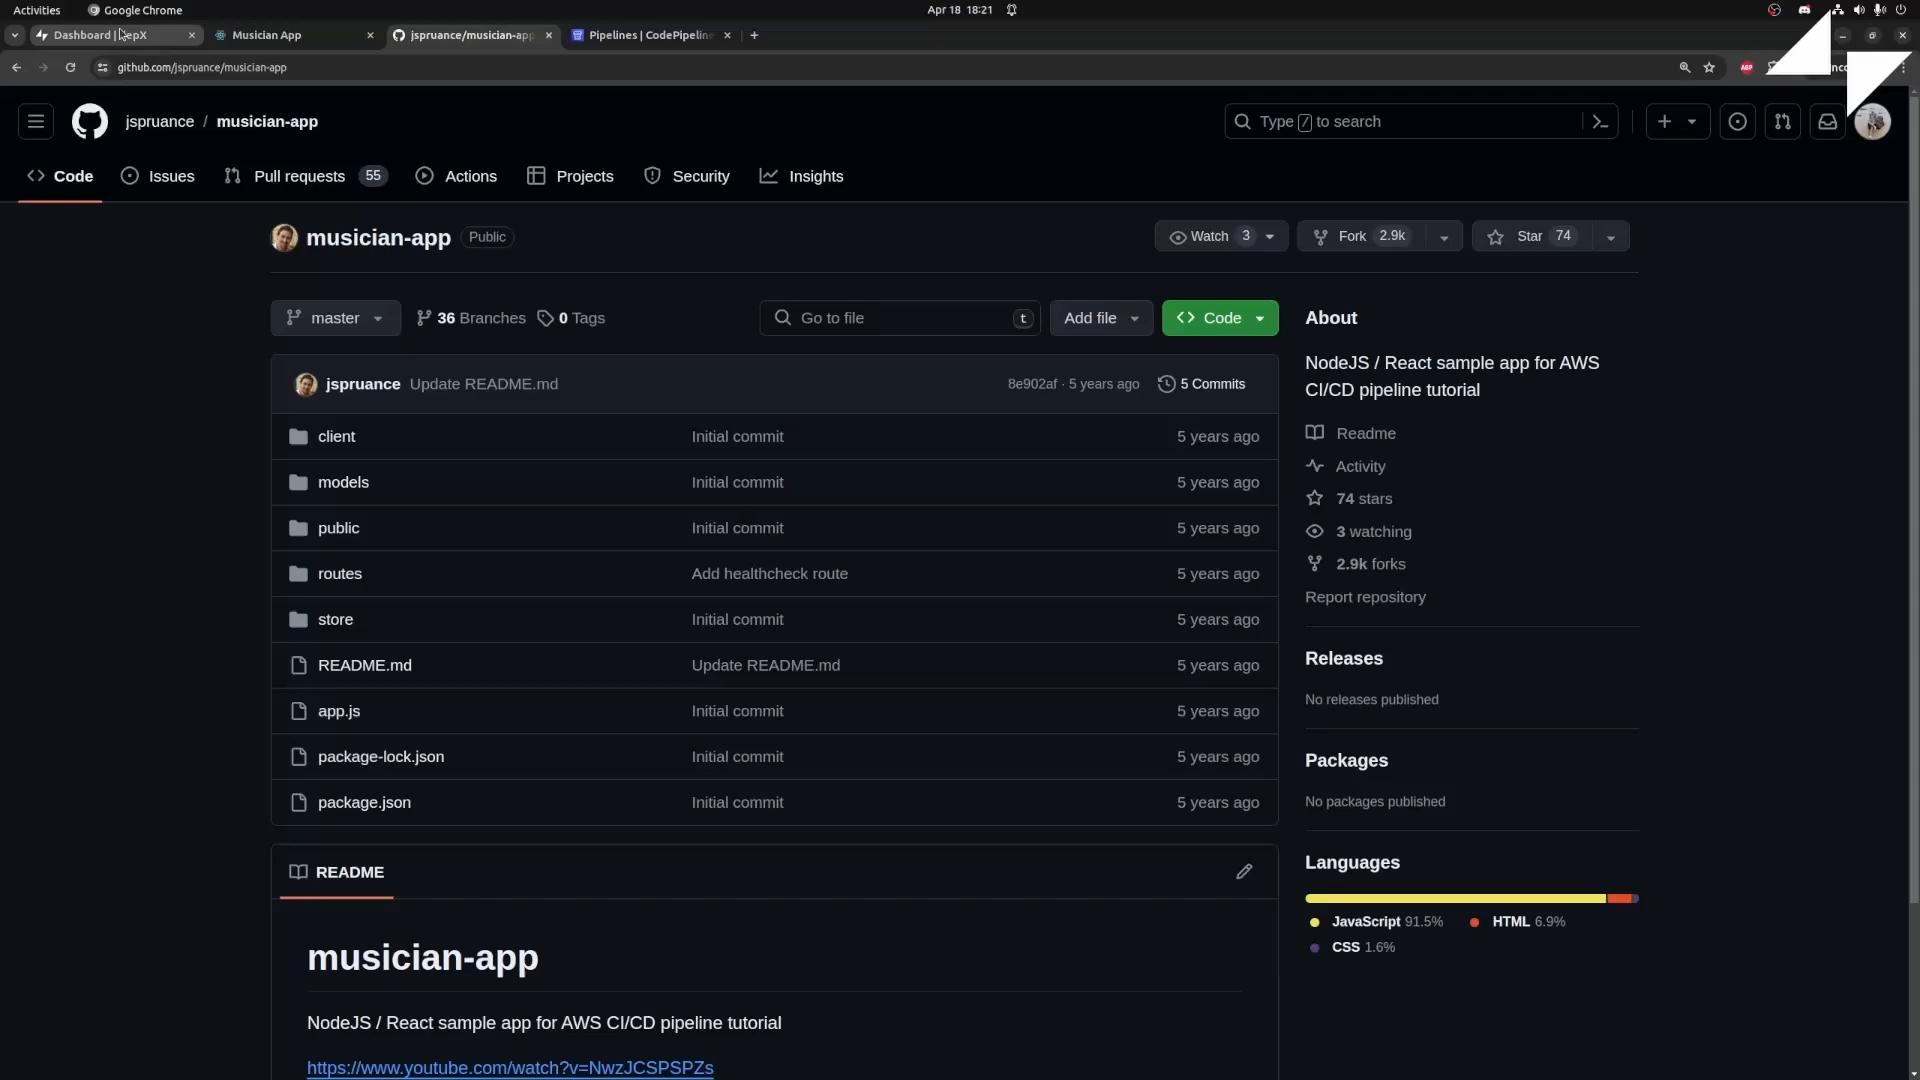 Activities Google Chrome Apr 18 18:21
Dashboard | epX Musician App jspruance/musician-app Pipelines | CodePipeline
github.com/jspruance/musician-app ABP
jspruance / musician-app Type / to search
Code Issues Pull requests 55 Actions Projects Security Insights
musician-app Public Watch 3 Fork 2.9k Star 74
master 36 Branches 0 Tags Go to file t Add file Code
jspruance Update README.md 8e902af · 5 years ago 5 Commits
client Initial commit 5 years ago
models Initial commit 5 years ago
public Initial commit 5 years ago
routes Add healthcheck route 5 years ago
store Initial commit 5 years ago
README.md Update README.md 5 years ago
app.js Initial commit 5 years ago
package-lock.json Initial commit 5 years ago
package.json Initial commit 5 years ago
README
musician-app
NodeJS / React sample app for AWS CI/CD pipeline tutorial
https://www.youtube.com/watch?v=NwzJCSPSPZs
About
NodeJS / React sample app for AWS
CI/CD pipeline tutorial
Readme
Activity
74 stars
3 watching
2.9k forks
Report repository
Releases
No releases published
Packages
No packages published
Languages
JavaScript 91.5% HTML 6.9%
CSS 1.6%